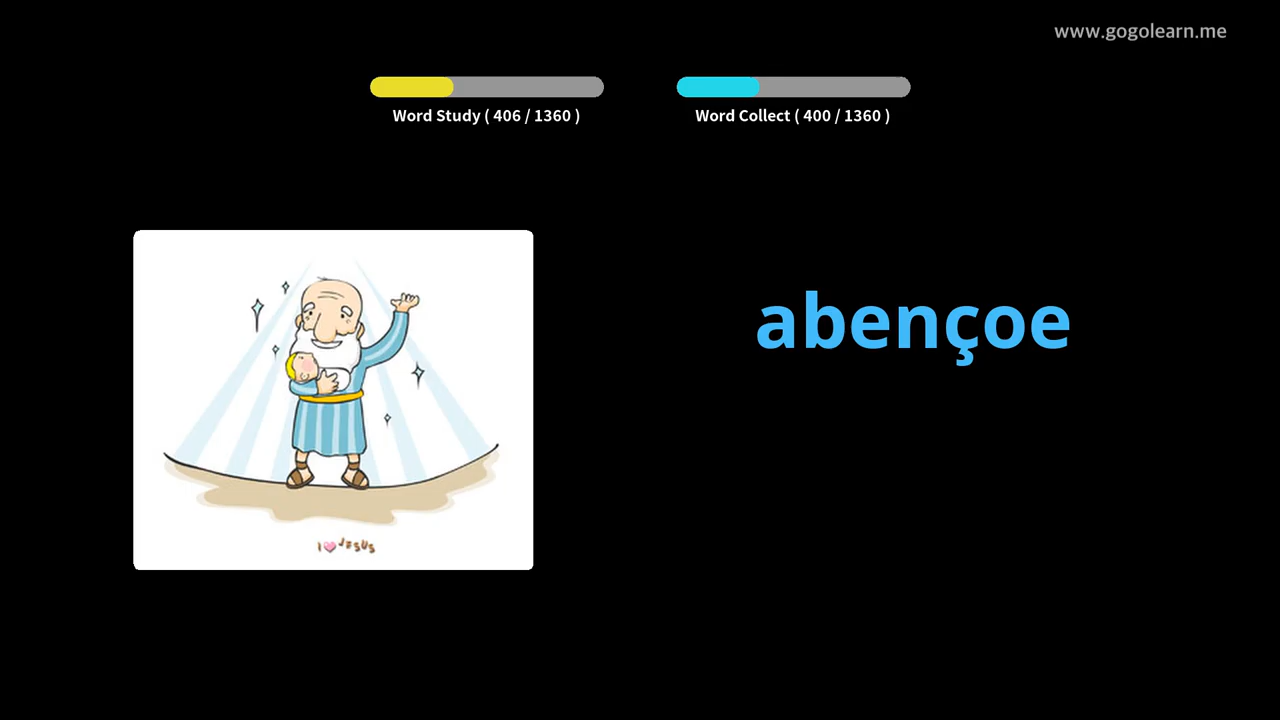 www.gogolearn.me
Word Study ( 406 / 1360 )
Word Collect ( 400 / 1360 )
abençoe
I ♥ JESUS